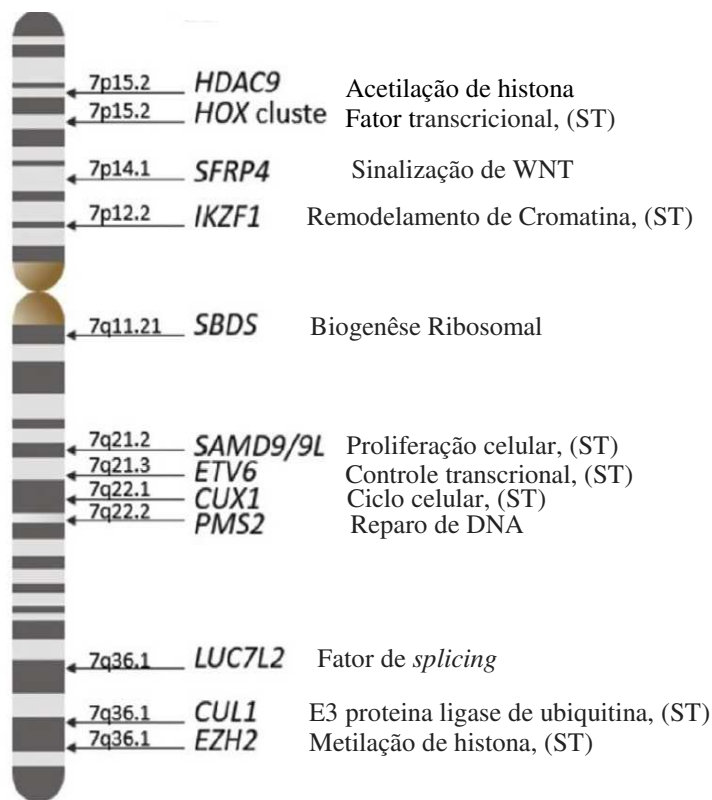 7p15.2 HDAC9 Acetilação de histona
7p15.2 HOX cluste Fator transcricional, (ST)
7p14.1 SFRP4 Sinalização de WNT
7p12.2 IKZF1 Remodelamento de Cromatina, (ST)
7q11.21 SBDS Biogenêse Ribosomal
7q21.2 SAMD9/9L Proliferação celular, (ST)
7q21.3 ETV6 Controle transcrional, (ST)
7q22.1 CUX1 Ciclo celular, (ST)
7q22.2 PMS2 Reparo de DNA
7q36.1 LUC7L2 Fator de splicing
7q36.1 CUL1 E3 proteina ligase de ubiquitina, (ST)
7q36.1 EZH2 Metilação de histona, (ST)